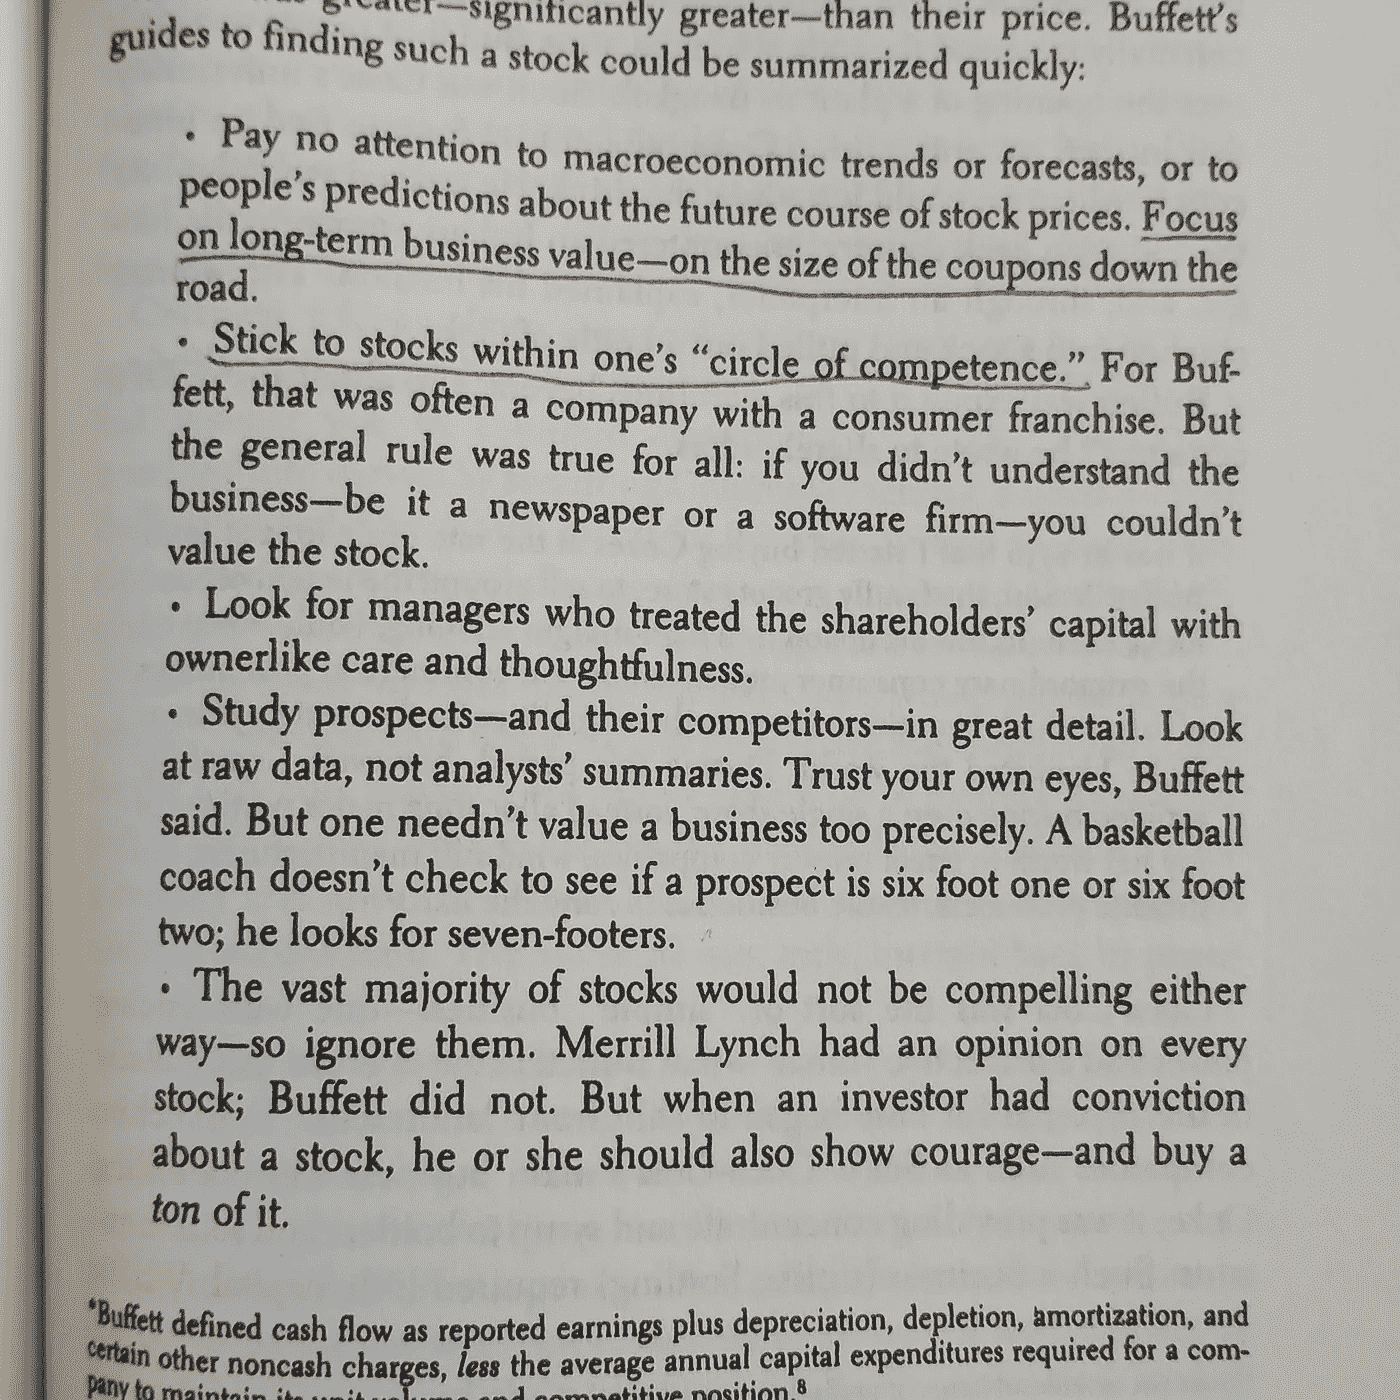 greater—significantly greater—than their price. Buffett's
guides to finding such a stock could be summarized quickly:
• Pay no attention to macroeconomic trends or forecasts, or to
people's predictions about the future course of stock prices. Focus
on long-term business value—on the size of the coupons down the
road.
• Stick to stocks within one's “circle of competence.” For Buf-
fett, that was often a company with a consumer franchise. But
the general rule was true for all: if you didn't understand the
business—be it a newspaper or a software firm—you couldn't
value the stock.
• Look for managers who treated the shareholders' capital with
ownerlike care and thoughtfulness.
• Study prospects—and their competitors—in great detail. Look
at raw data, not analysts' summaries. Trust your own eyes, Buffett
said. But one needn't value a business too precisely. A basketball
coach doesn't check to see if a prospect is six foot one or six foot
two; he looks for seven-footers.
• The vast majority of stocks would not be compelling either
way—so ignore them. Merrill Lynch had an opinion on every
stock; Buffett did not. But when an investor had conviction
about a stock, he or she should also show courage—and buy a
ton of it.
*Buffett defined cash flow as reported earnings plus depreciation, depletion, amortization, and
certain other noncash charges, less the average annual capital expenditures required for a com-
pany to maintain its unit volume and competitive position.8